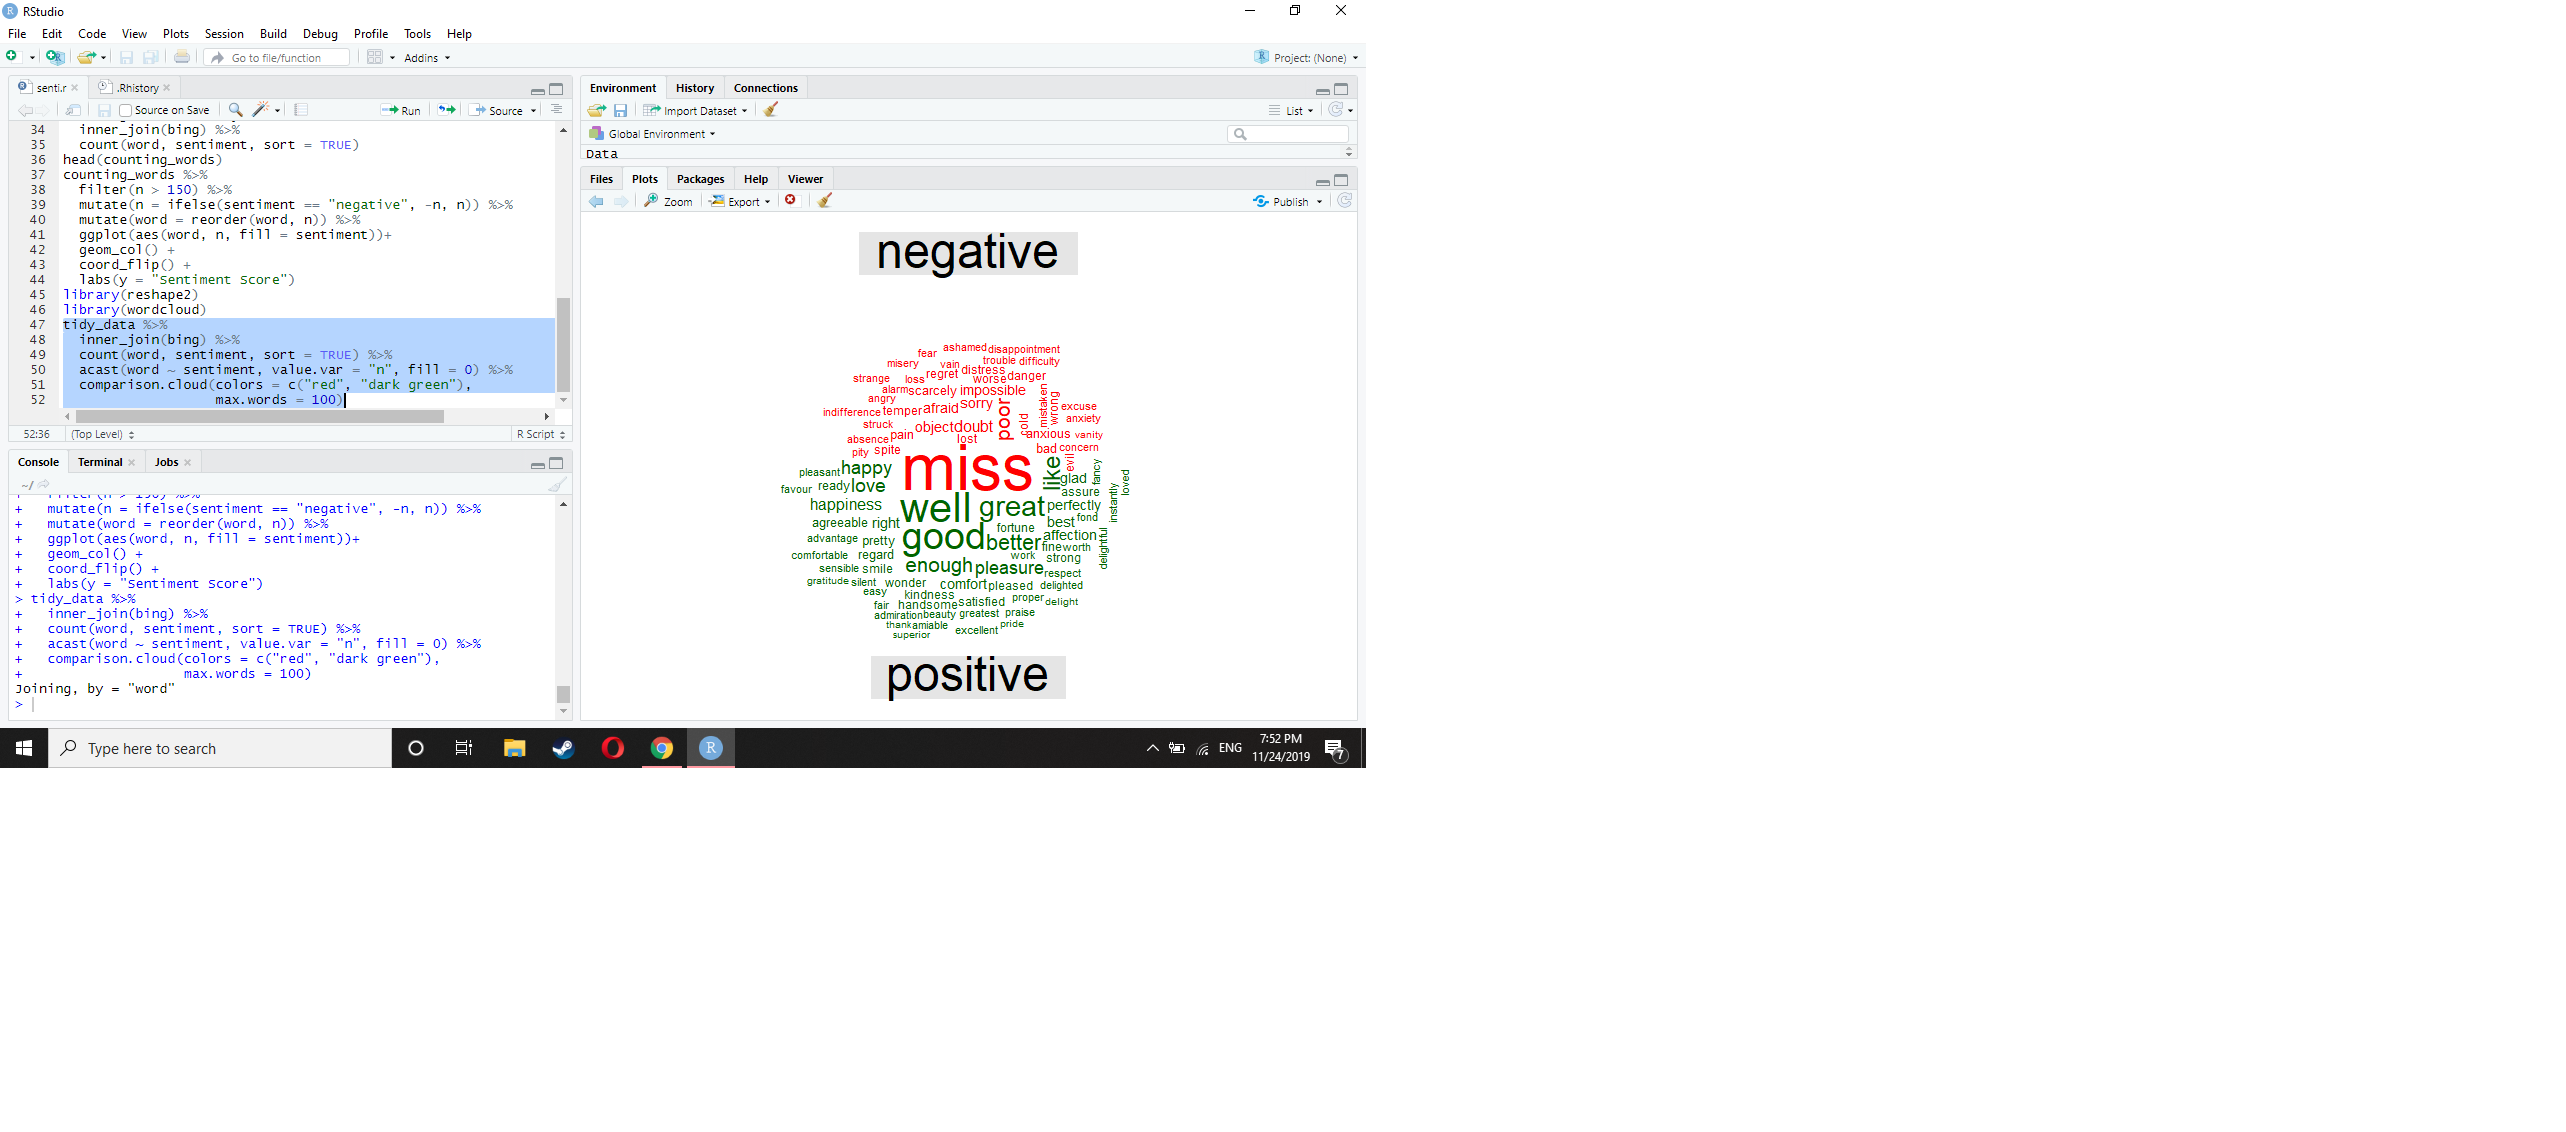 RStudio
File Edit Code View Plots Session Build Debug Profile Tools Help
Go to file/function Addins Project: (None)
senti.r .Rhistory
Source on Save Run Source
34 inner_join(bing) %>%
35 count(word, sentiment, sort = TRUE)
36 head(counting_words)
37 counting_words %>%
38 filter(n > 150) %>%
39 mutate(n = ifelse(sentiment == "negative", -n, n)) %>%
40 mutate(word = reorder(word, n)) %>%
41 ggplot(aes(word, n, fill = sentiment))+
42 geom_col() +
43 coord_flip() +
44 labs(y = "Sentiment Score")
45 library(reshape2)
46 library(wordcloud)
47 tidy_data %>%
48 inner_join(bing) %>%
49 count(word, sentiment, sort = TRUE) %>%
50 acast(word ~ sentiment, value.var = "n", fill = 0) %>%
51 comparison.cloud(colors = c("red", "dark green"),
52 max.words = 100)
52:36 (Top Level) R Script
Console Terminal Jobs
~/
+ filter(n > 150) %>%
+ mutate(n = ifelse(sentiment == "negative", -n, n)) %>%
+ mutate(word = reorder(word, n)) %>%
+ ggplot(aes(word, n, fill = sentiment))+
+ geom_col() +
+ coord_flip() +
+ labs(y = "Sentiment Score")
> tidy_data %>%
+ inner_join(bing) %>%
+ count(word, sentiment, sort = TRUE) %>%
+ acast(word ~ sentiment, value.var = "n", fill = 0) %>%
+ comparison.cloud(colors = c("red", "dark green"),
+ max.words = 100)
Joining, by = "word"
>
Environment History Connections
Import Dataset List
Global Environment
Data
Files Plots Packages Help Viewer
Zoom Export Publish
negative
ashamed disappointment
fear
misery vain trouble difficulty
strange loss regret distress
worse danger
alarm scarcely impossible
angry mistaken wrong
indifference temper afraid sorry poor cold excuse
struck object doubt anxiety
absence pain lost anxious vanity
pity spite bad concern
miss evil
pleasant happy like glad fancy loved
favour ready love assure instantly
happiness well great perfectly
agreeable right fortune best fond
advantage pretty good better affection delightful
comfortable regard work fine worth
strong
sensible smile enough pleasure respect
gratitude silent wonder comfort pleased delighted
easy kindness
fair handsome satisfied proper delight
admiration beauty greatest praise
thank amiable excellent pride
superior
positive
Type here to search
ENG
7:52 PM
11/24/2019
7